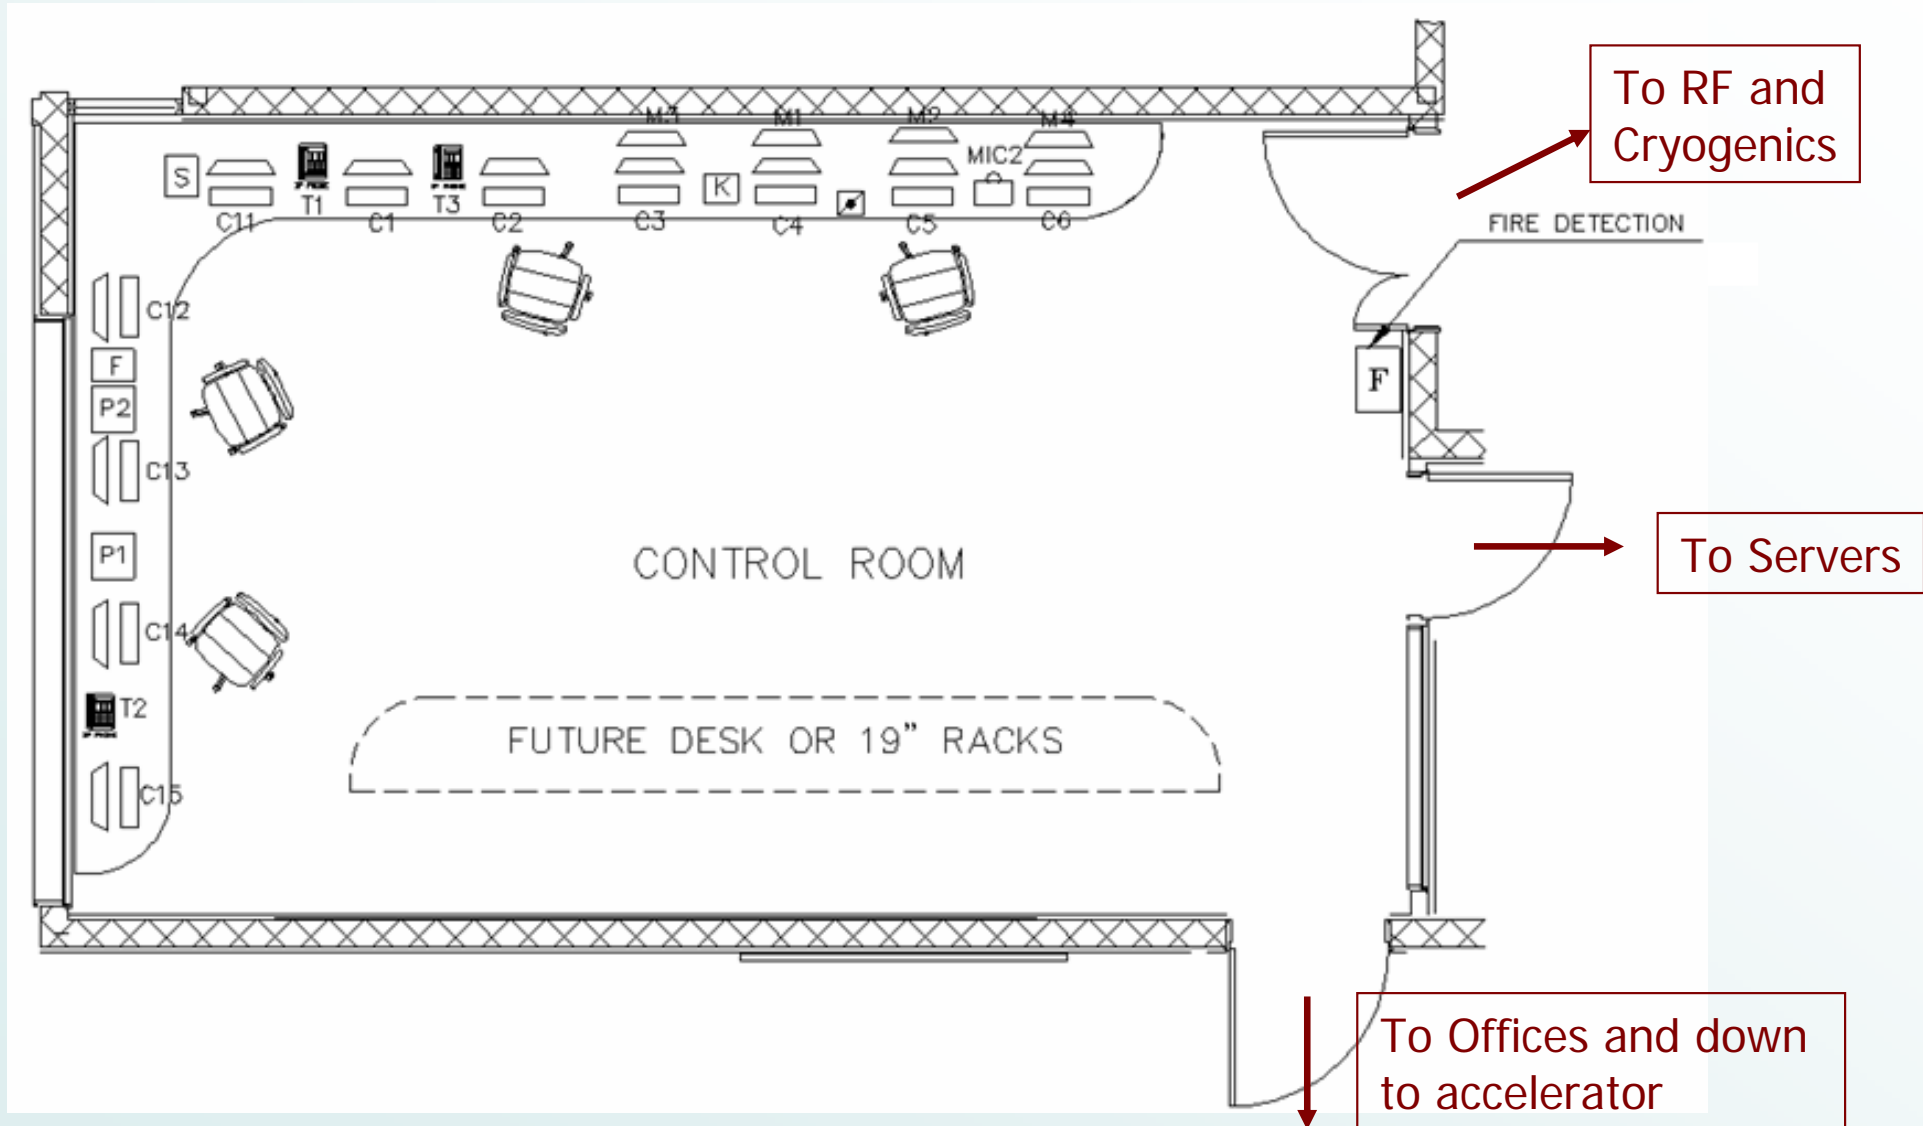 To RF and
Cryogenics
M3 M1 M2 M4
MIC2
S K
T1 T3
C11 C1 C2 C3 C4 C5 C6
FIRE DETECTION
C12
F
P2
F
C13
CONTROL ROOM
To Servers
P1
C14
T2
FUTURE DESK OR 19" RACKS
C15
To Offices and down
to accelerator